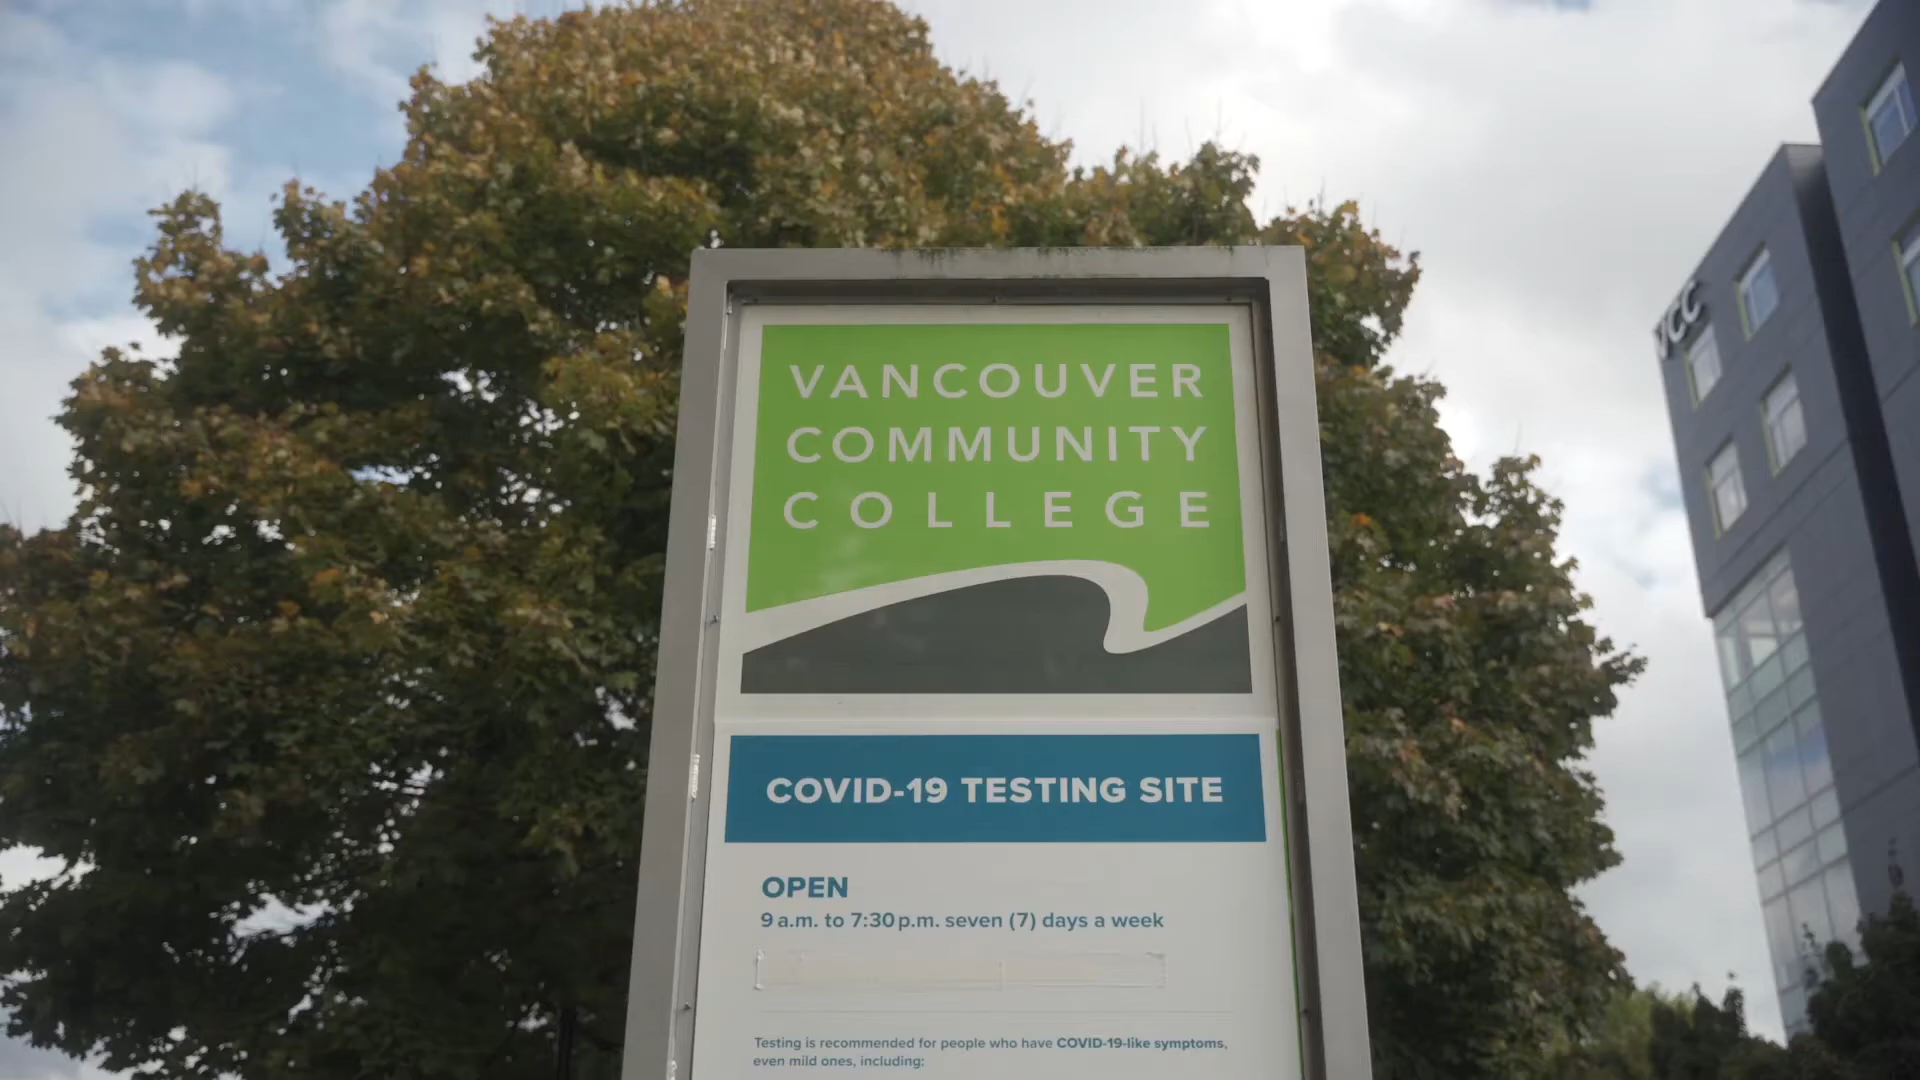 VANCOUVER
COMMUNITY
COLLEGE
VCC
COVID-19 TESTING SITE
OPEN
9 a.m. to 7:30 p.m. seven (7) days a week
Testing is recommended for people who have COVID-19-like symptoms,
even mild ones, including: